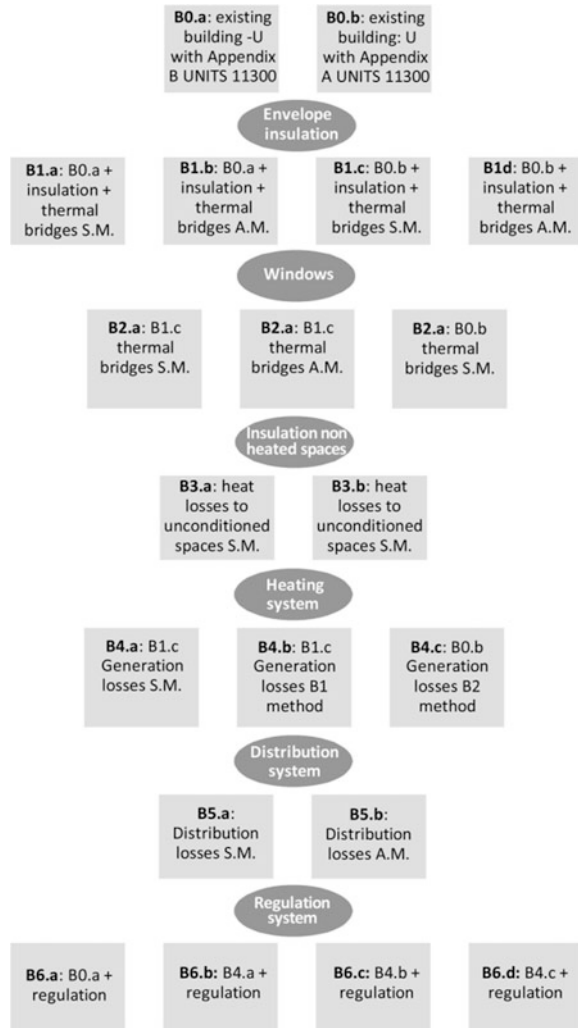 B0.a: existing
building -U
with Appendix
B UNITS 11300
B0.b: existing
building: U
with Appendix
A UNITS 11300
Envelope
insulation
B1.a: B0.a +
insulation +
thermal
bridges S.M.
B1.b: B0.a +
insulation +
thermal
bridges A.M.
B1.c: B0.b +
insulation +
thermal
bridges S.M.
B1d: B0.b +
insulation +
thermal
bridges A.M.
Windows
B2.a: B1.c
thermal
bridges S.M.
B2.a: B1.c
thermal
bridges A.M.
B2.a: B0.b
thermal
bridges S.M.
Insulation non
heated spaces
B3.a: heat
losses to
unconditioned
spaces S.M.
B3.b: heat
losses to
unconditioned
spaces S.M.
Heating
system
B4.a: B1.c
Generation
losses S.M.
B4.b: B1.c
Generation
losses B1
method
B4.c: B0.b
Generation
losses B2
method
Distribution
system
B5.a:
Distribution
losses S.M.
B5.b:
Distribution
losses A.M.
Regulation
system
B6.a: B0.a +
regulation
B6.b: B4.a +
regulation
B6.c: B4.b +
regulation
B6.d: B4.c +
regulation